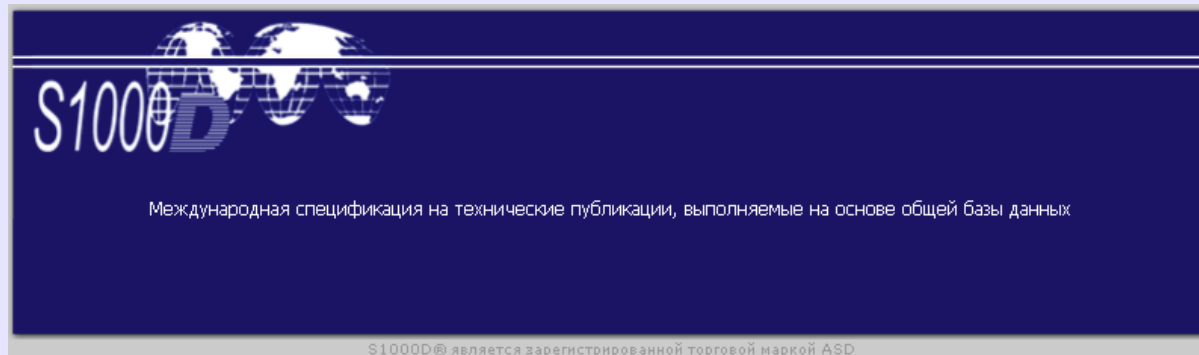 S1000D
Международная спецификация на технические публикации, выполняемые на основе общей базы данных
S1000D® является зарегистрированной торговой маркой ASD